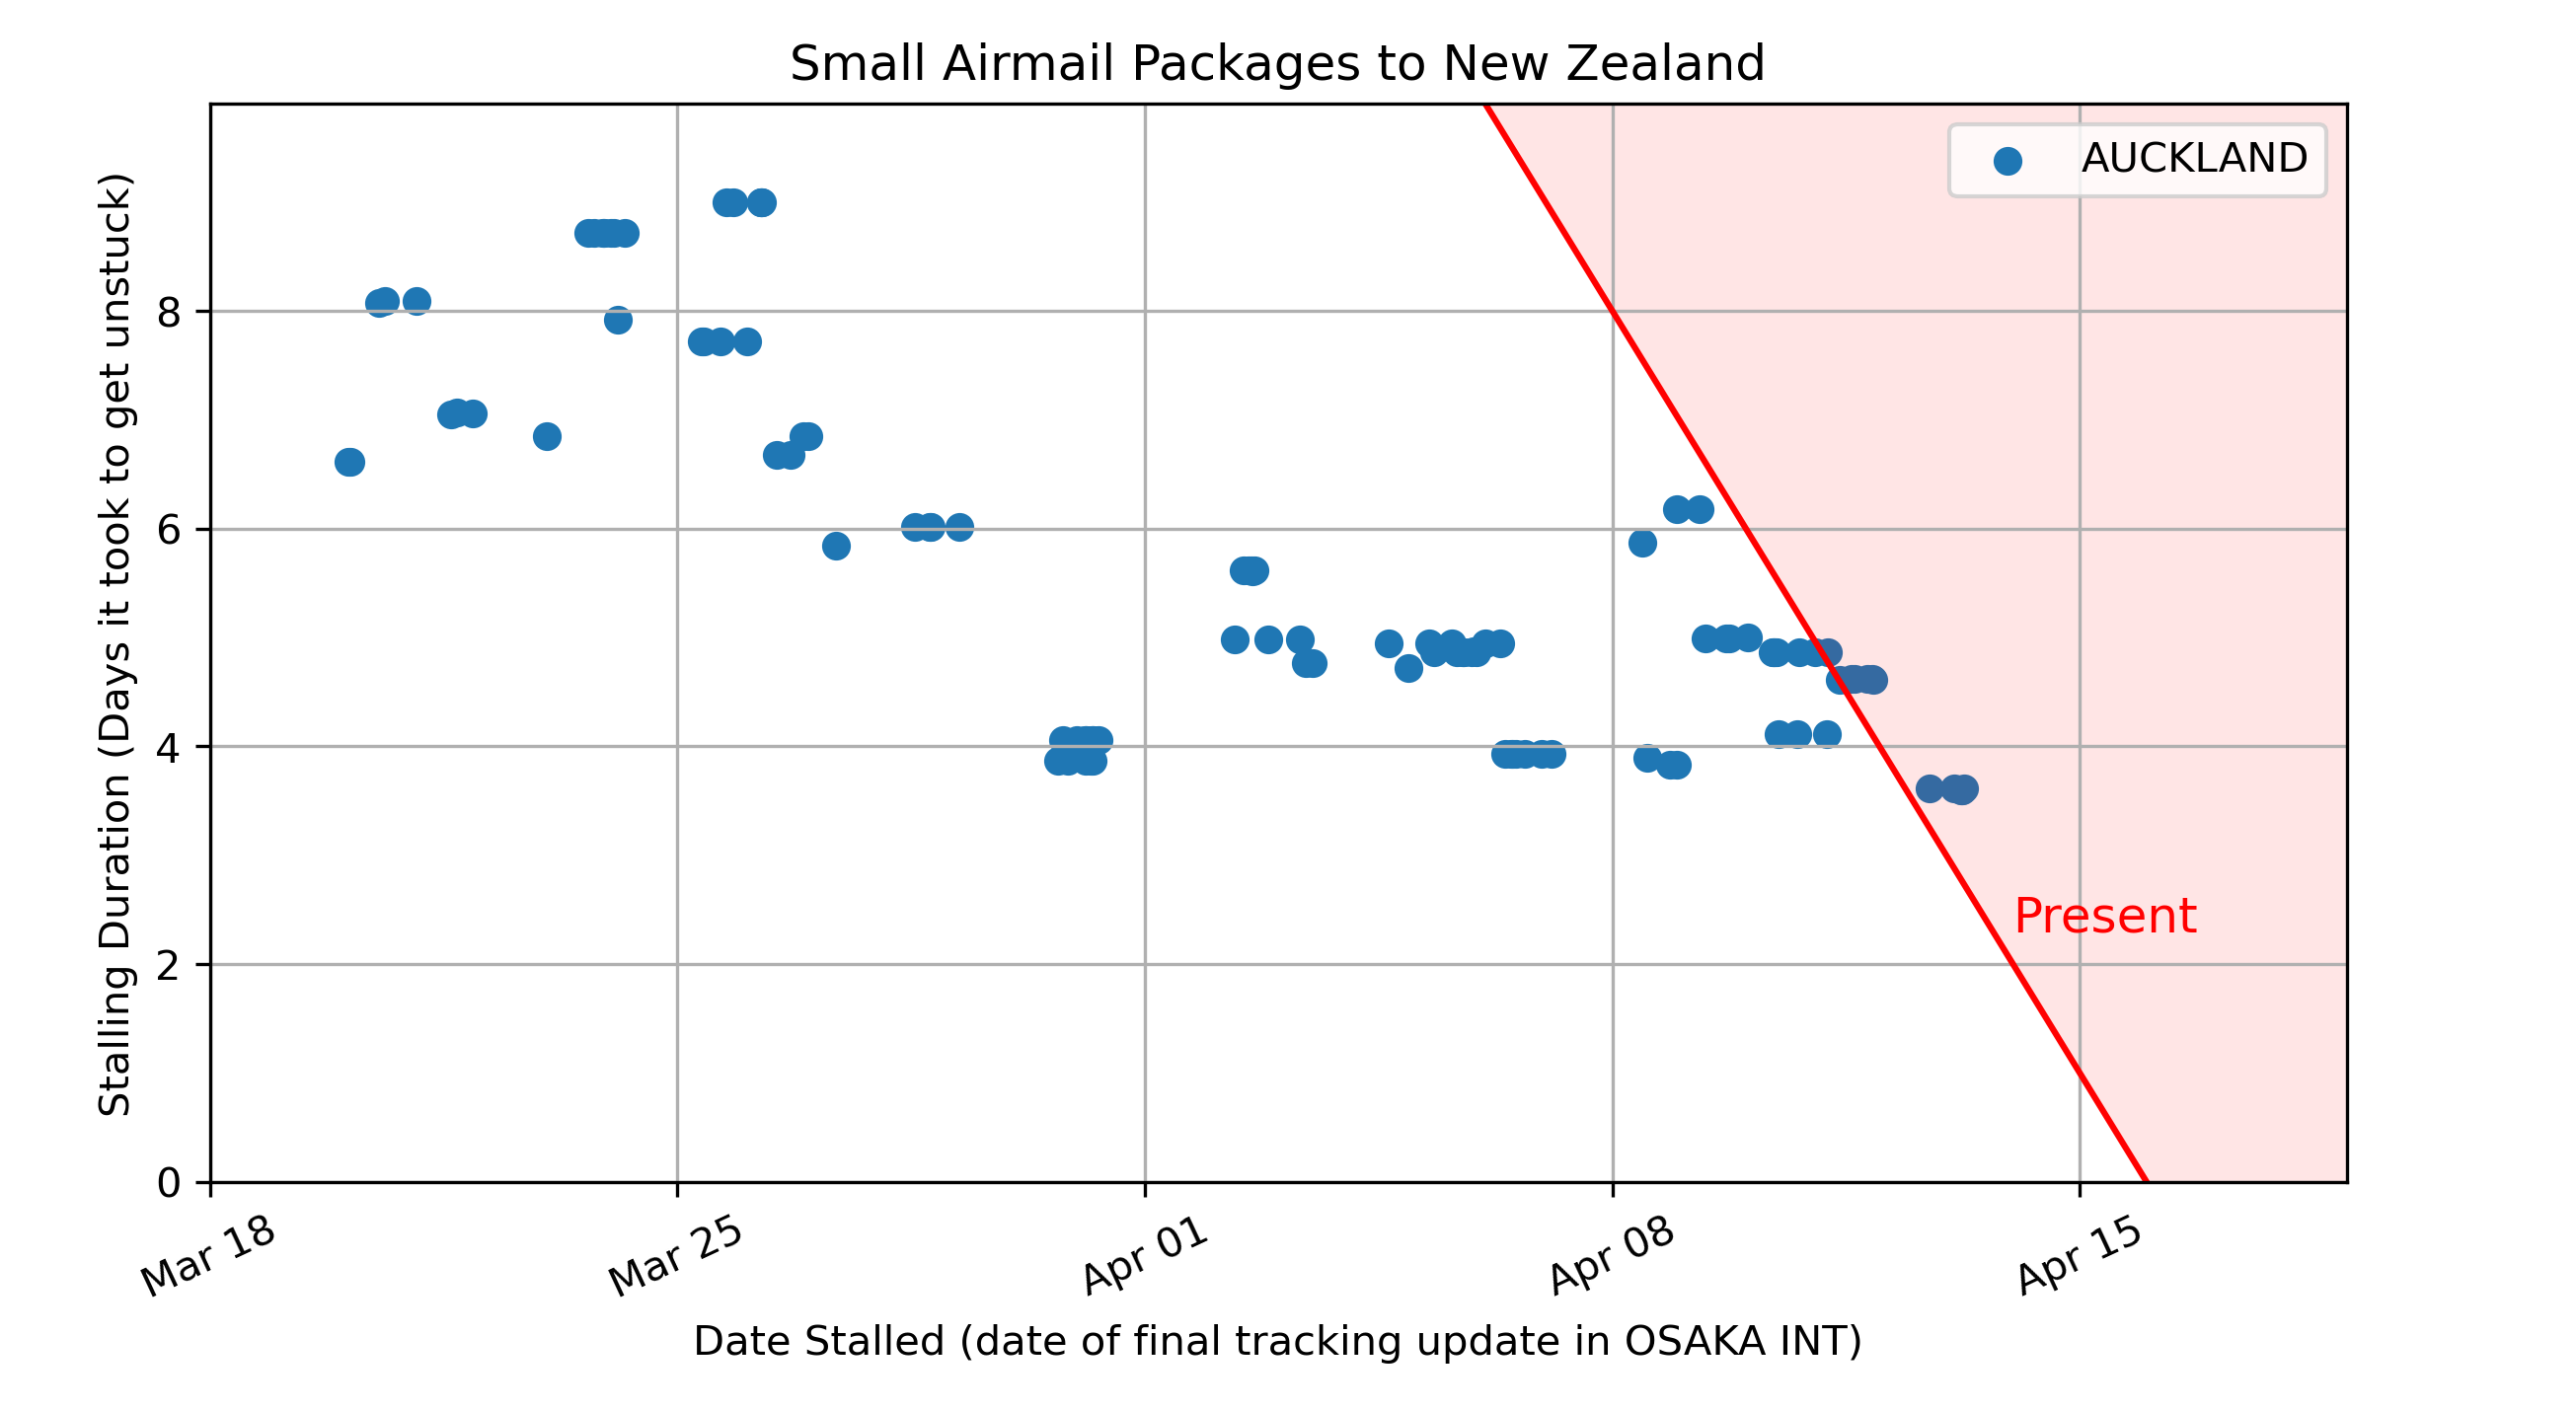 Small Airmail Packages to New Zealand
AUCKLAND
Stalling Duration (Days it took to get unstuck)
8
6
4
2
0
Present
Mar 18
Mar 25
Apr 01
Apr 08
Apr 15
Date Stalled (date of final tracking update in OSAKA INT)